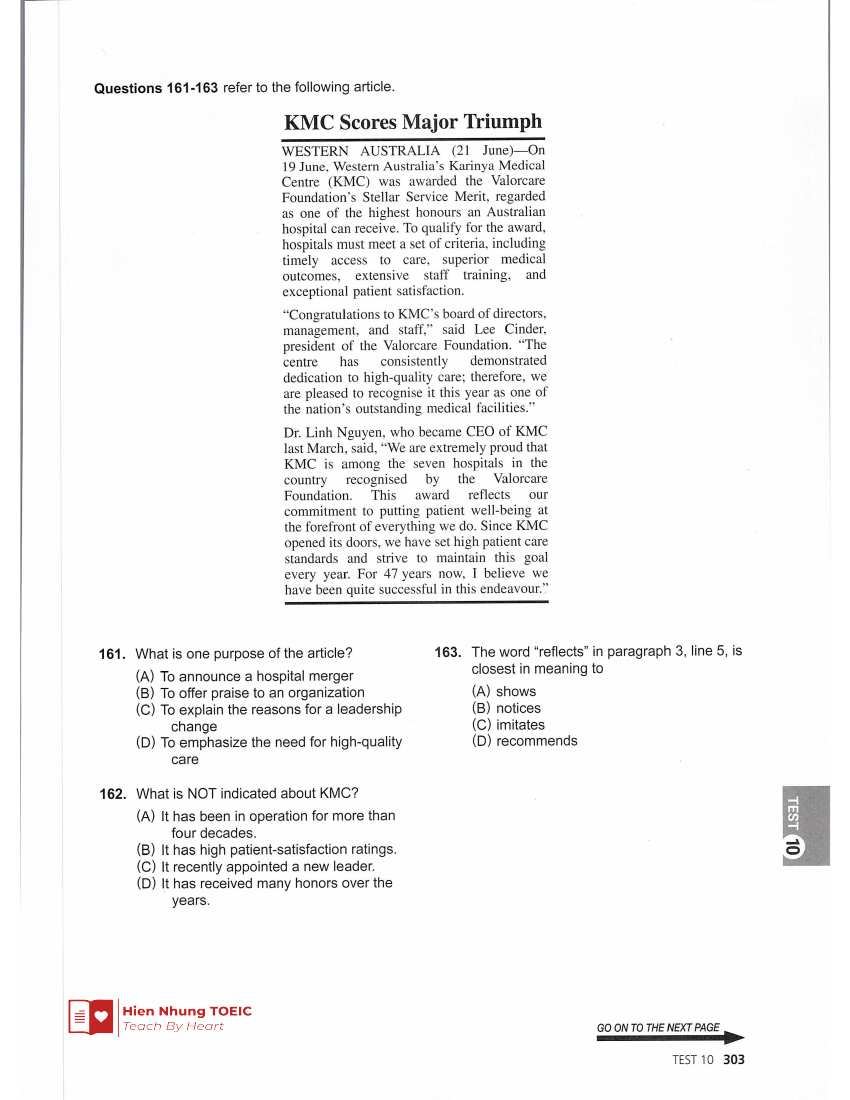 Questions 161-163 refer to the following article.
KMC Scores Major Triumph
WESTERN AUSTRALIA (21 June)—On
19 June, Western Australia's Karinya Medical
Centre (KMC) was awarded the Valorcare
Foundation's Stellar Service Merit, regarded
as one of the highest honours an Australian
hospital can receive. To qualify for the award,
hospitals must meet a set of criteria, including
timely access to care, superior medical
outcomes, extensive staff training, and
exceptional patient satisfaction.
“Congratulations to KMC's board of directors,
management, and staff,” said Lee Cinder,
president of the Valorcare Foundation. “The
centre has consistently demonstrated
dedication to high-quality care; therefore, we
are pleased to recognise it this year as one of
the nation's outstanding medical facilities.”
Dr. Linh Nguyen, who became CEO of KMC
last March, said, “We are extremely proud that
KMC is among the seven hospitals in the
country recognised by the Valorcare
Foundation. This award reflects our
commitment to putting patient well-being at
the forefront of everything we do. Since KMC
opened its doors, we have set high patient care
standards and strive to maintain this goal
every year. For 47 years now, I believe we
have been quite successful in this endeavour.”
161. What is one purpose of the article?
(A) To announce a hospital merger
(B) To offer praise to an organization
(C) To explain the reasons for a leadership
change
(D) To emphasize the need for high-quality
care
162. What is NOT indicated about KMC?
(A) It has been in operation for more than
four decades.
(B) It has high patient-satisfaction ratings.
(C) It recently appointed a new leader.
(D) It has received many honors over the
years.
163. The word “reflects” in paragraph 3, line 5, is
closest in meaning to
(A) shows
(B) notices
(C) imitates
(D) recommends
TEST 10
Hien Nhung TOEIC
Teach By Heart
GO ON TO THE NEXT PAGE
TEST 10 303